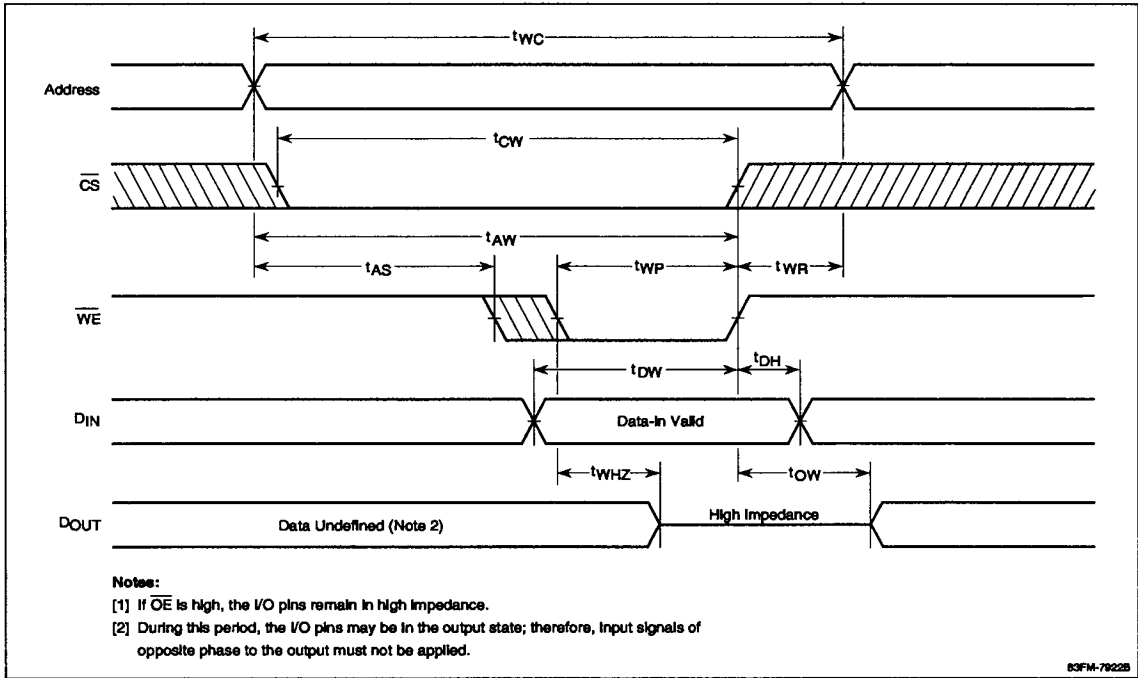 tWC
Address
tCW
CS
tAW
tAS
tWP
tWR
WE
tDW
tDH
DIN
Data-In Valid
tWHZ
tOW
DOUT
Data Undefined (Note 2)
High Impedance
Notes:
[1] If OE is high, the I/O pins remain in high impedance.
[2] During this period, the I/O pins may be in the output state; therefore, input signals of
opposite phase to the output must not be applied.
83FM-7922B